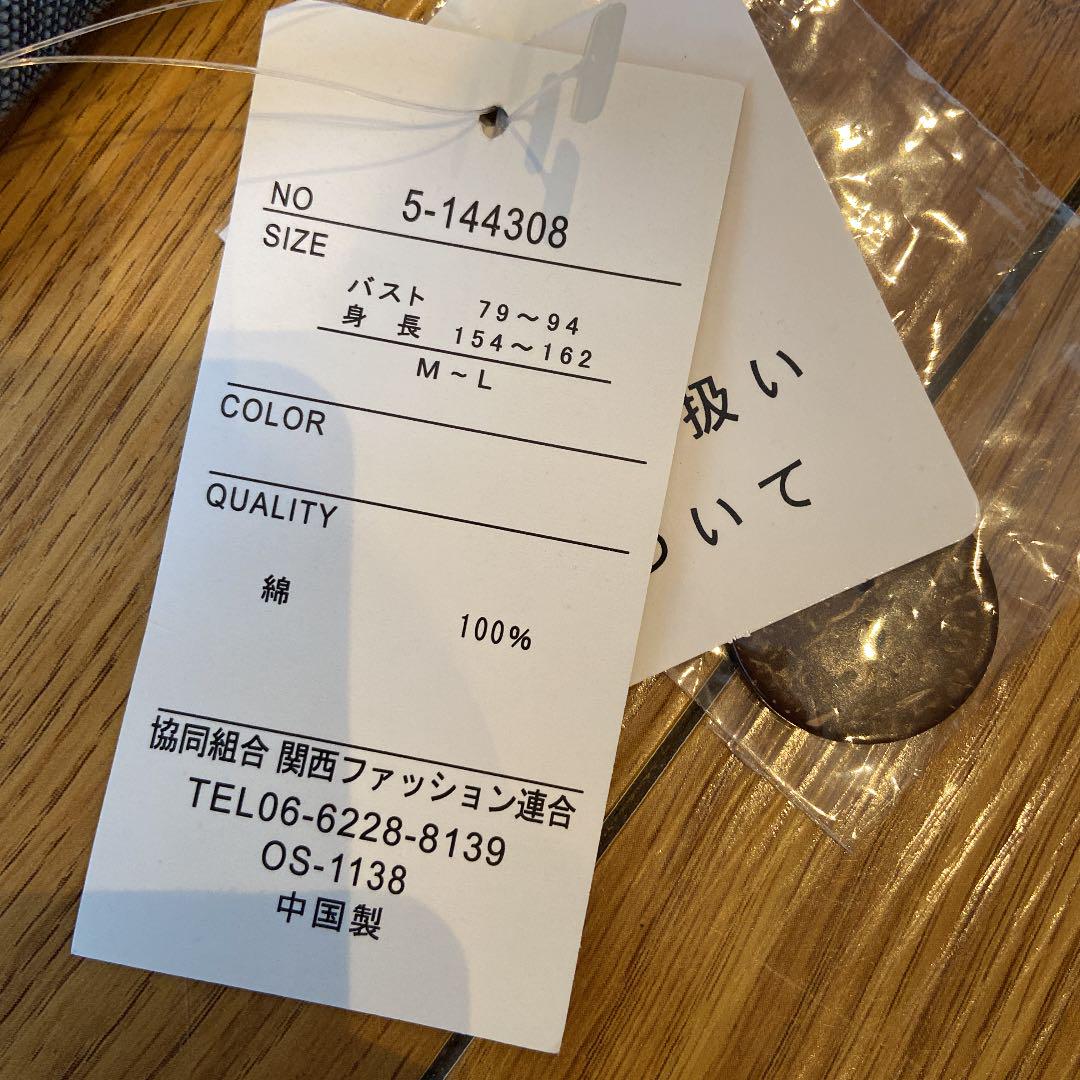 NO 5-144308
SIZE
バスト 79～94
身長 154～162
M～L
COLOR
QUALITY
綿
100%
協同組合 関西ファッション連合
TEL06-6228-8139
OS-1138
中国製
扱い
いて